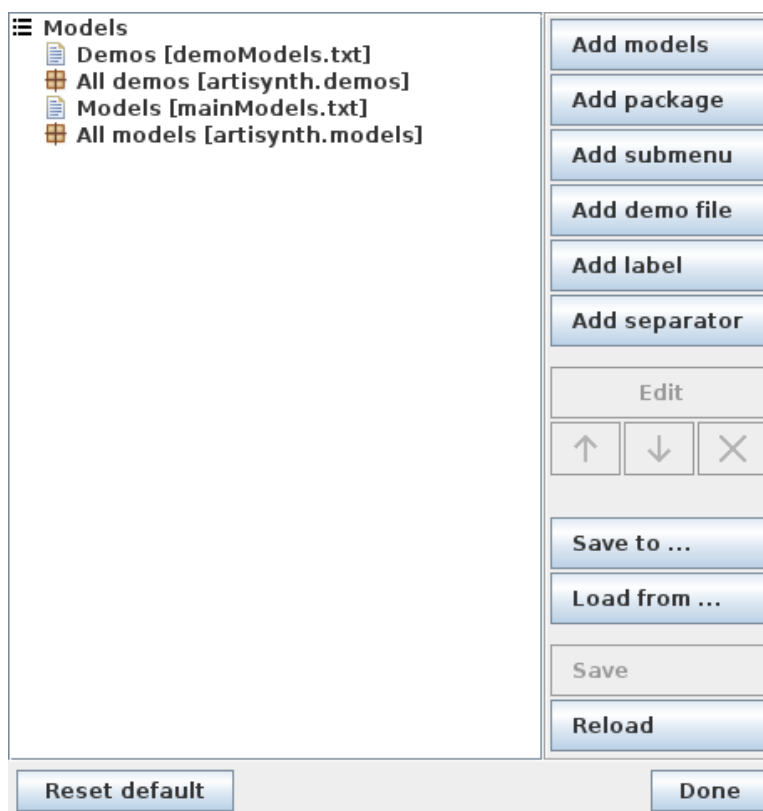 Models
Demos [demoModels.txt]
All demos [artisynth.demos]
Models [mainModels.txt]
All models [artisynth.models]
Add models
Add package
Add submenu
Add demo file
Add label
Add separator
Edit
Save to ...
Load from ...
Save
Reload
Reset default
Done